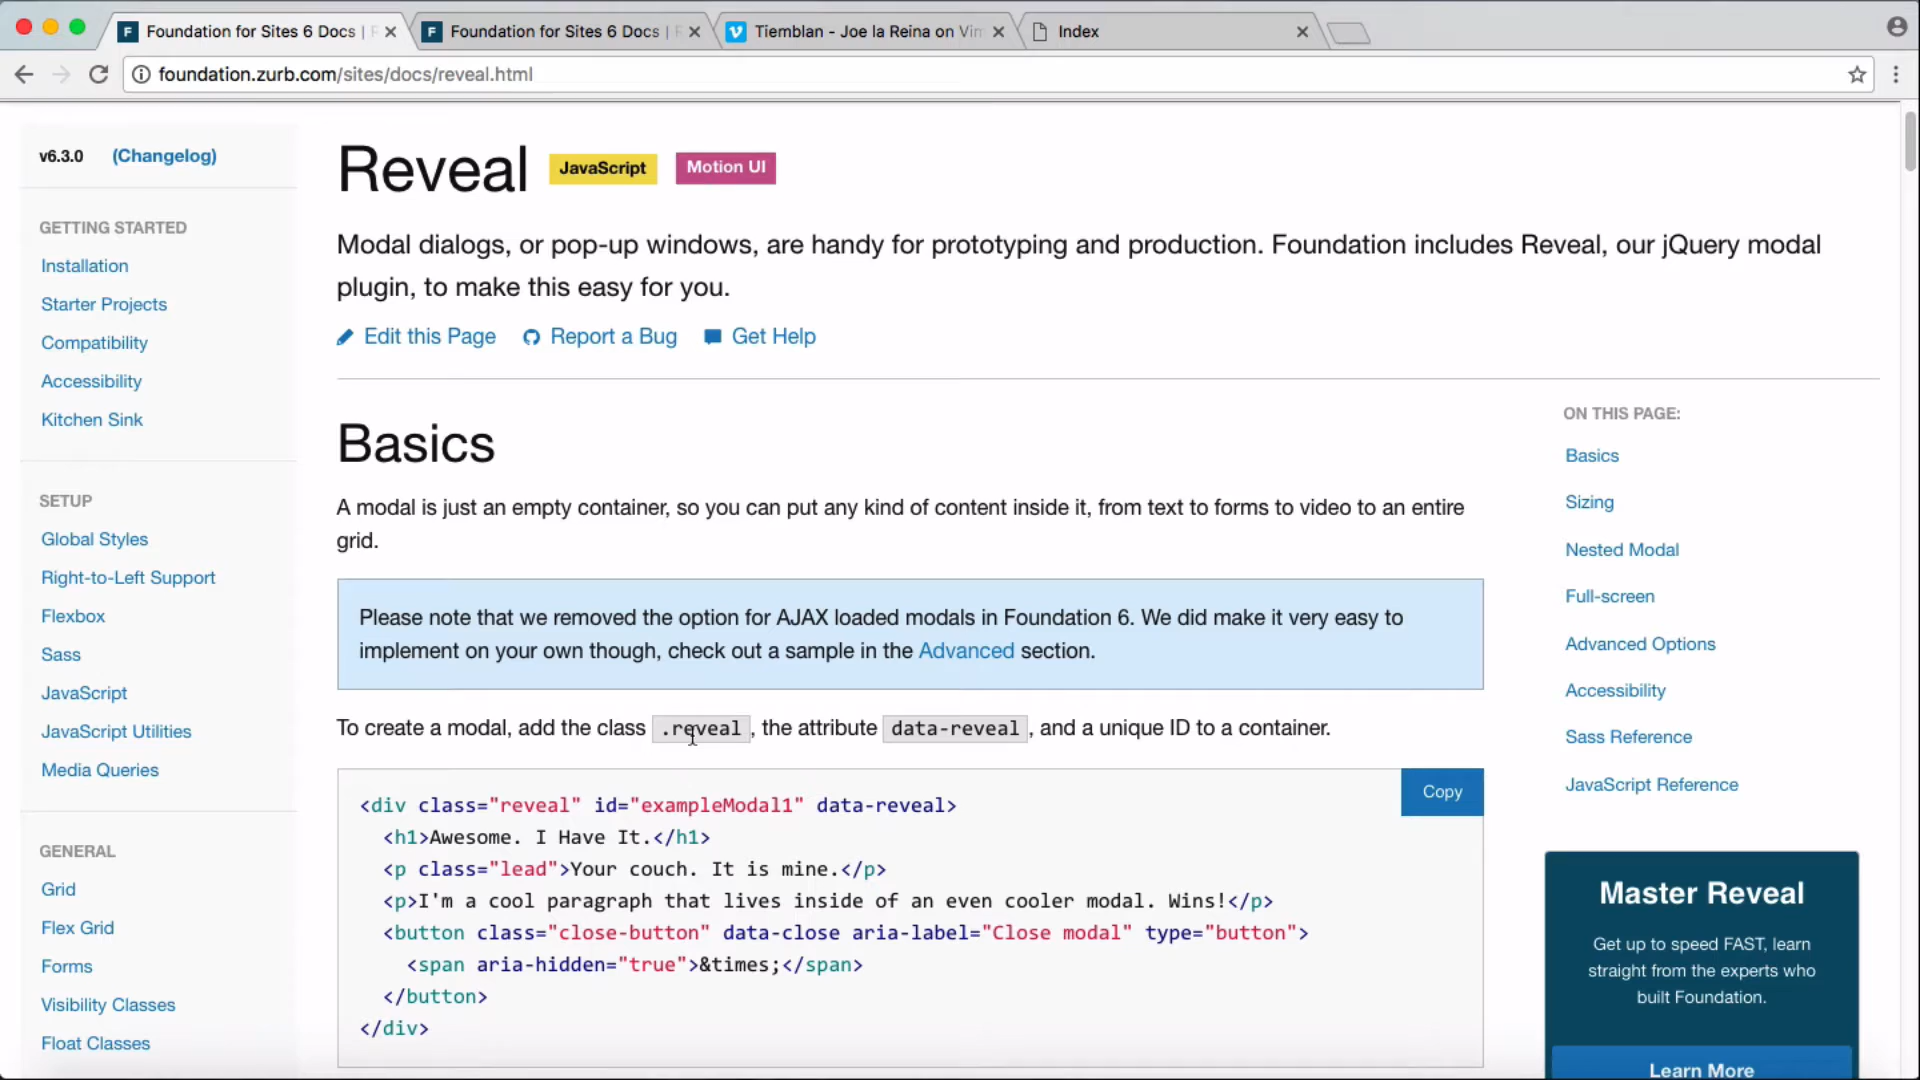 Foundation for Sites 6 Docs |
Foundation for Sites 6 Docs |
Tiemblan - Joe la Reina on Vim
Index
foundation.zurb.com/sites/docs/reveal.html
v6.3.0 (Changelog)
GETTING STARTED
Installation
Starter Projects
Compatibility
Accessibility
Kitchen Sink
SETUP
Global Styles
Right-to-Left Support
Flexbox
Sass
JavaScript
JavaScript Utilities
Media Queries
GENERAL
Grid
Flex Grid
Forms
Visibility Classes
Float Classes
Reveal JavaScript Motion UI
Modal dialogs, or pop-up windows, are handy for prototyping and production. Foundation includes Reveal, our jQuery modal
plugin, to make this easy for you.
Edit this Page Report a Bug Get Help
Basics
A modal is just an empty container, so you can put any kind of content inside it, from text to forms to video to an entire
grid.
Please note that we removed the option for AJAX loaded modals in Foundation 6. We did make it very easy to
implement on your own though, check out a sample in the Advanced section.
To create a modal, add the class .reveal, the attribute data-reveal, and a unique ID to a container.
Copy
<div class="reveal" id="exampleModal1" data-reveal>
  <h1>Awesome. I Have It.</h1>
  <p class="lead">Your couch. It is mine.</p>
  <p>I'm a cool paragraph that lives inside of an even cooler modal. Wins!</p>
  <button class="close-button" data-close aria-label="Close modal" type="button">
    <span aria-hidden="true">&times;</span>
  </button>
</div>
ON THIS PAGE:
Basics
Sizing
Nested Modal
Full-screen
Advanced Options
Accessibility
Sass Reference
JavaScript Reference
Master Reveal
Get up to speed FAST, learn
straight from the experts who
built Foundation.
Learn More